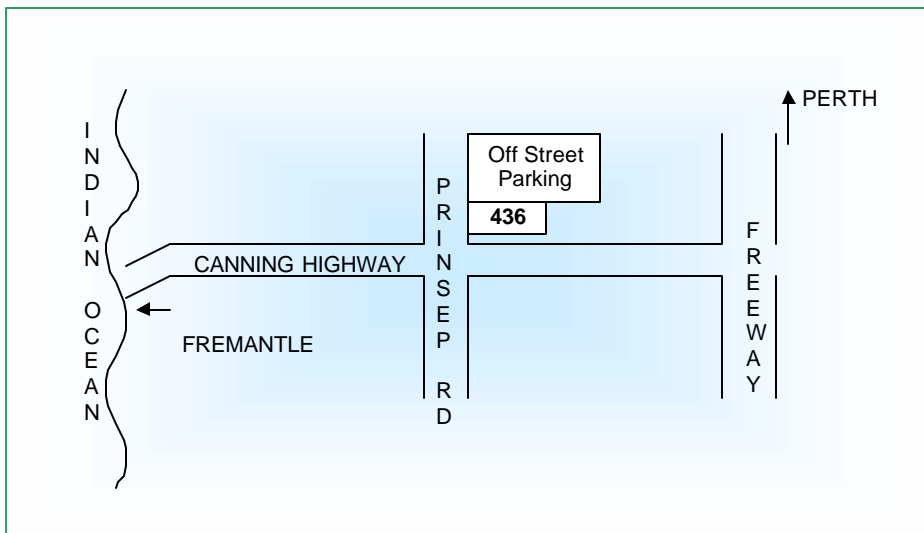 PERTH
INDIAN OCEAN
Off Street
Parking
436
PRINSEP RD
FREEWAY
CANNING HIGHWAY
FREMANTLE